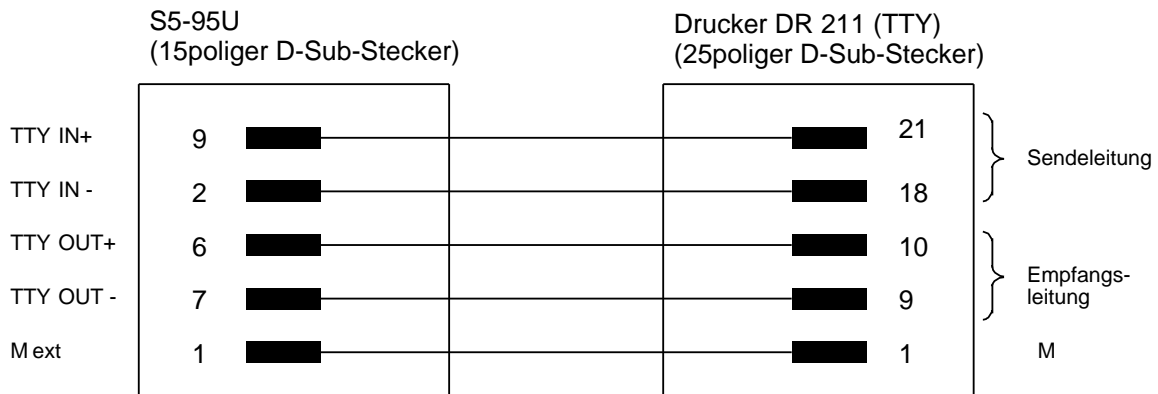 S5-95U
(15poliger D-Sub-Stecker)
Drucker DR 211 (TTY)
(25poliger D-Sub-Stecker)
TTY IN+ 9 21
Sendeleitung
TTY IN - 2 18
TTY OUT+ 6 10
Empfangs-
leitung
TTY OUT - 7 9
M ext 1 1 M